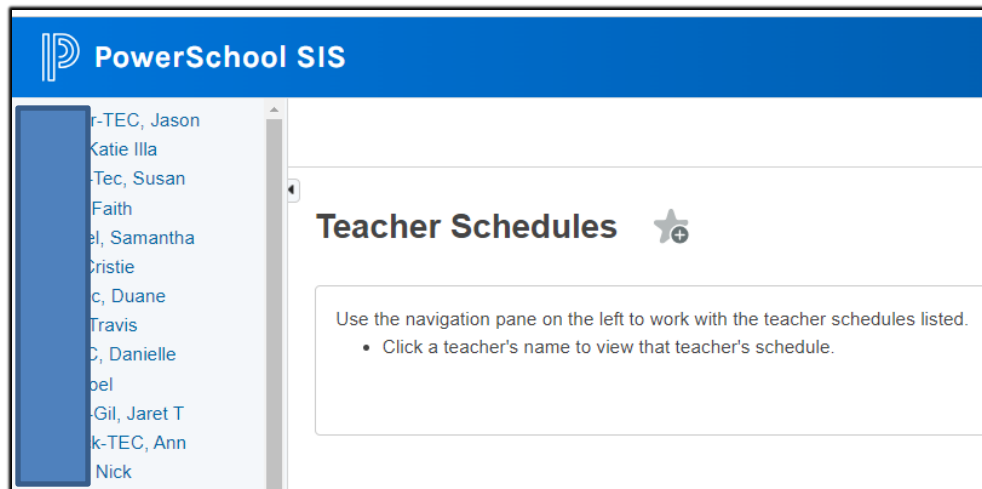 PowerSchool SIS
r-TEC, Jason
Katie Illa
-Tec, Susan
Faith
el, Samantha
Cristie
c, Duane
Travis
C, Danielle
oel
-Gil, Jaret T
k-TEC, Ann
Nick
Teacher Schedules
Use the navigation pane on the left to work with the teacher schedules listed.
• Click a teacher's name to view that teacher's schedule.